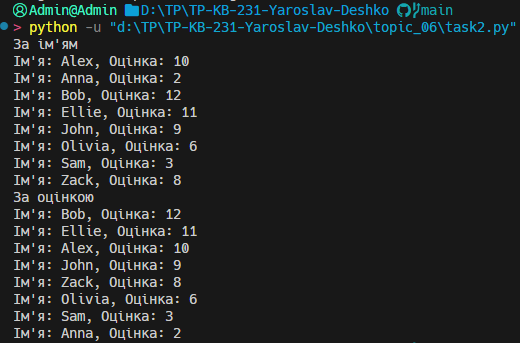 Admin@Admin D:\TP\TP-KB-231-Yaroslav-Deshko main
> python -u "d:\TP\TP-KB-231-Yaroslav-Deshko\topic_06\task2.py"
За ім'ям
Ім'я: Alex, Оцінка: 10
Ім'я: Anna, Оцінка: 2
Ім'я: Bob, Оцінка: 12
Ім'я: Ellie, Оцінка: 11
Ім'я: John, Оцінка: 9
Ім'я: Olivia, Оцінка: 6
Ім'я: Sam, Оцінка: 3
Ім'я: Zack, Оцінка: 8
За оцінкою
Ім'я: Bob, Оцінка: 12
Ім'я: Ellie, Оцінка: 11
Ім'я: Alex, Оцінка: 10
Ім'я: John, Оцінка: 9
Ім'я: Zack, Оцінка: 8
Ім'я: Olivia, Оцінка: 6
Ім'я: Sam, Оцінка: 3
Ім'я: Anna, Оцінка: 2